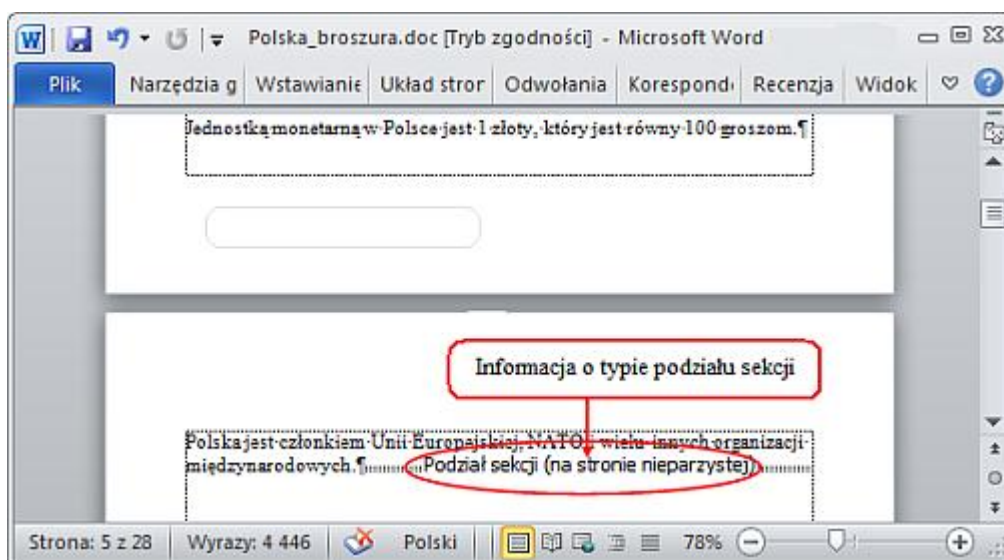 Polska_broszura.doc [Tryb zgodności] - Microsoft Word
Plik Narzędzia g Wstawianie Układ stror Odwołania Korespond Recenzja Widok
Jednostką monetarną w Polsce jest 1 złoty, który jest równy 100 groszom.¶
Informacja o typie podziału sekcji
Polska jest członkiem Unii Europejskiej, NATO i wielu innych organizacji
międzynarodowych.¶ Podział sekcji (na stronie nieparzystej)
Strona: 5 z 28 Wyrazy: 4 446 Polski 78%